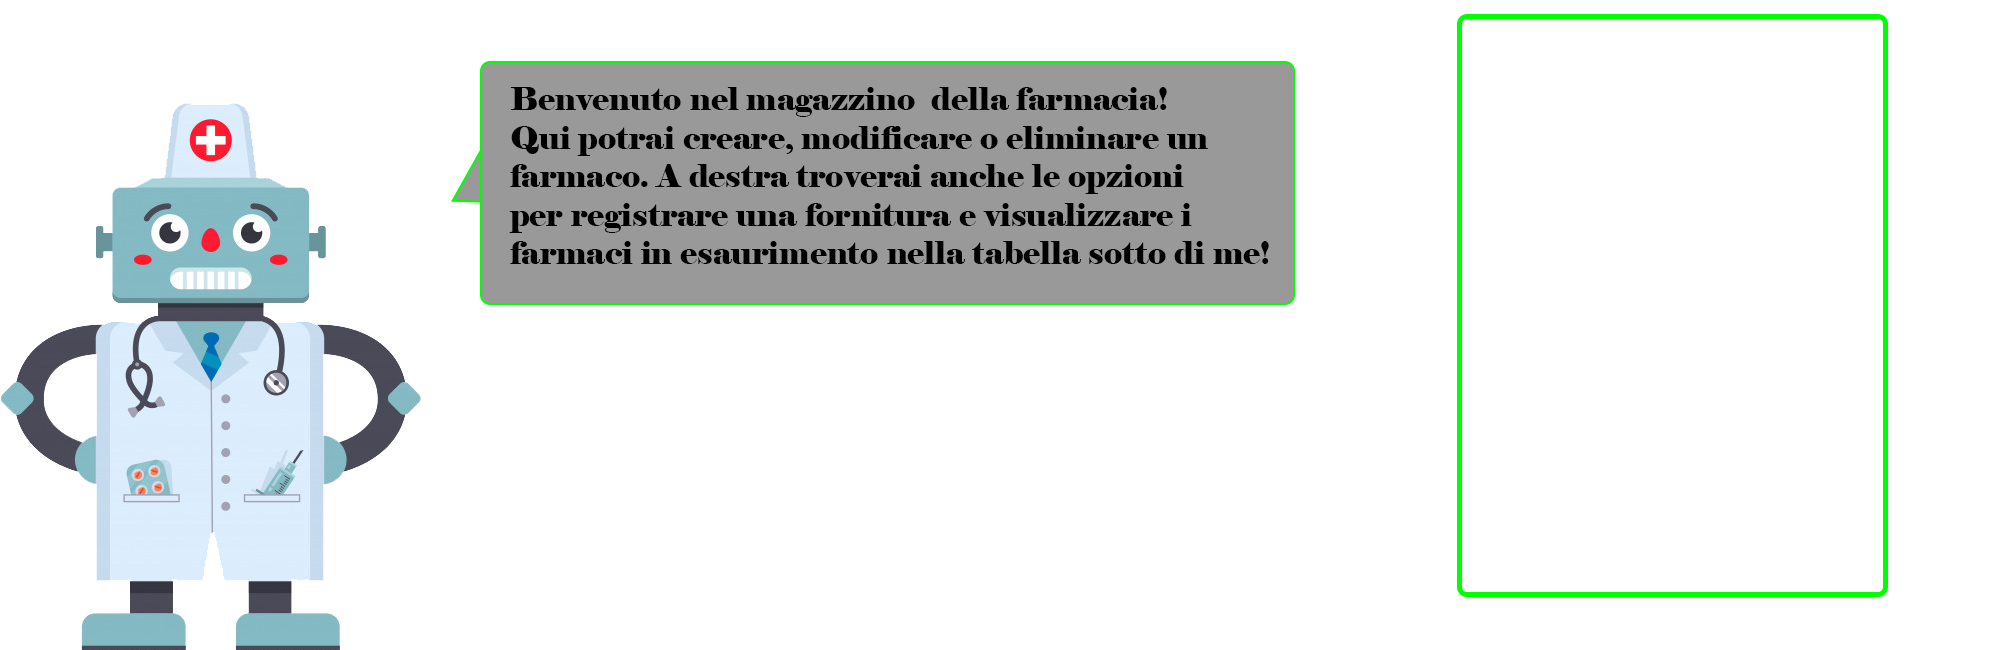 Benvenuto nel magazzino  della farmacia!
Qui potrai creare, modificare o eliminare un
farmaco. A destra troverai anche le opzioni
per registrare una fornitura e visualizzare i
farmaci in esaurimento nella tabella sotto di me!